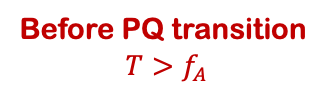 Before PQ transition
T > f_A